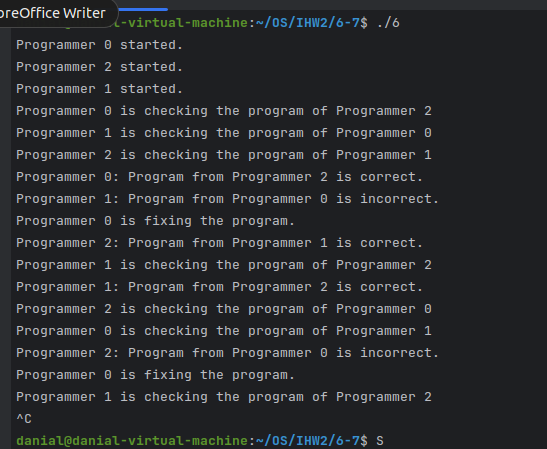 oreOffice Writer
-virtual-machine:~/OS/IHW2/6-7$ ./6
Programmer 0 started.
Programmer 2 started.
Programmer 1 started.
Programmer 0 is checking the program of Programmer 2
Programmer 1 is checking the program of Programmer 0
Programmer 2 is checking the program of Programmer 1
Programmer 0: Program from Programmer 2 is correct.
Programmer 1: Program from Programmer 0 is incorrect.
Programmer 0 is fixing the program.
Programmer 2: Program from Programmer 1 is correct.
Programmer 1 is checking the program of Programmer 2
Programmer 1: Program from Programmer 2 is correct.
Programmer 2 is checking the program of Programmer 0
Programmer 0 is checking the program of Programmer 1
Programmer 2: Program from Programmer 0 is incorrect.
Programmer 0 is fixing the program.
Programmer 1 is checking the program of Programmer 2
^C
danial@danial-virtual-machine:~/OS/IHW2/6-7$ S